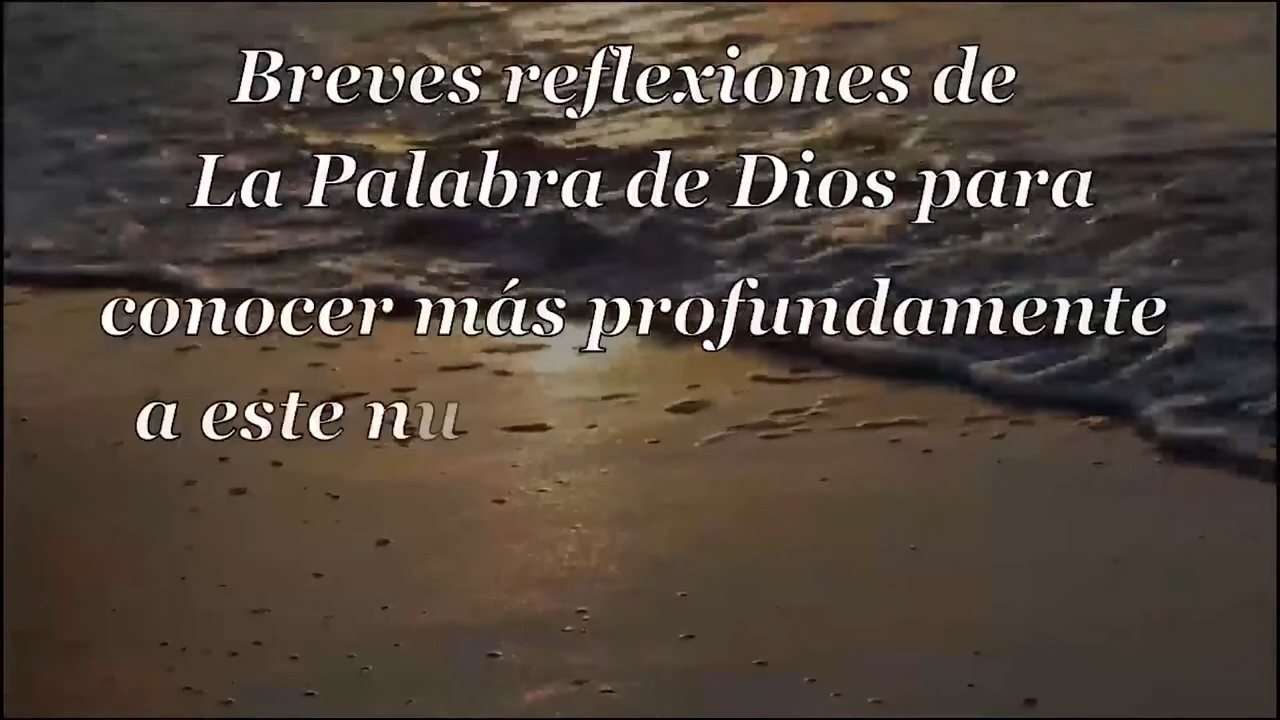 Breves reflexiones de
La Palabra de Dios para
conocer más profundamente
a este nu